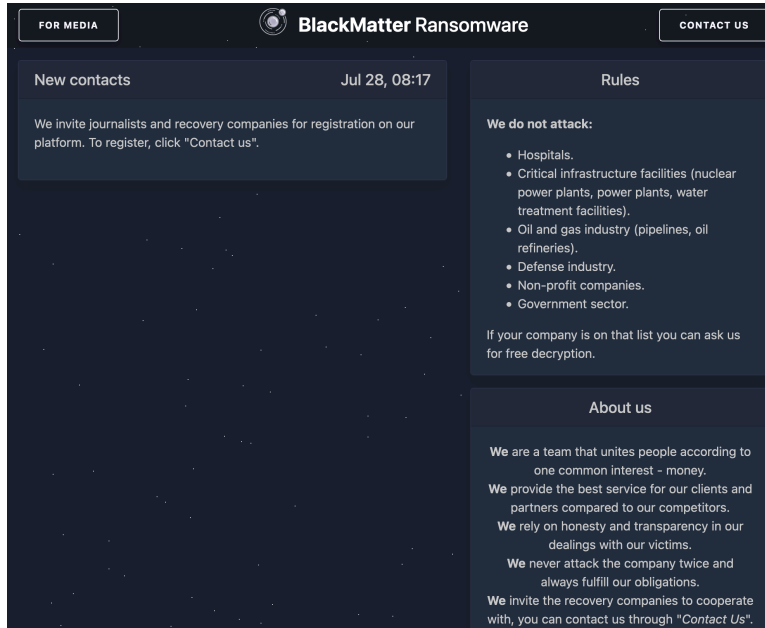 FOR MEDIA
BlackMatter Ransomware
CONTACT US
New contacts
Jul 28, 08:17
We invite journalists and recovery companies for registration on our
platform. To register, click "Contact us".
Rules
We do not attack:
• Hospitals.
• Critical infrastructure facilities (nuclear
power plants, power plants, water
treatment facilities).
• Oil and gas industry (pipelines, oil
refineries).
• Defense industry.
• Non-profit companies.
• Government sector.
If your company is on that list you can ask us
for free decryption.
About us
We are a team that unites people according to
one common interest - money.
We provide the best service for our clients and
partners compared to our competitors.
We rely on honesty and transparency in our
dealings with our victims.
We never attack the company twice and
always fulfill our obligations.
We invite the recovery companies to cooperate
with, you can contact us through "Contact Us".